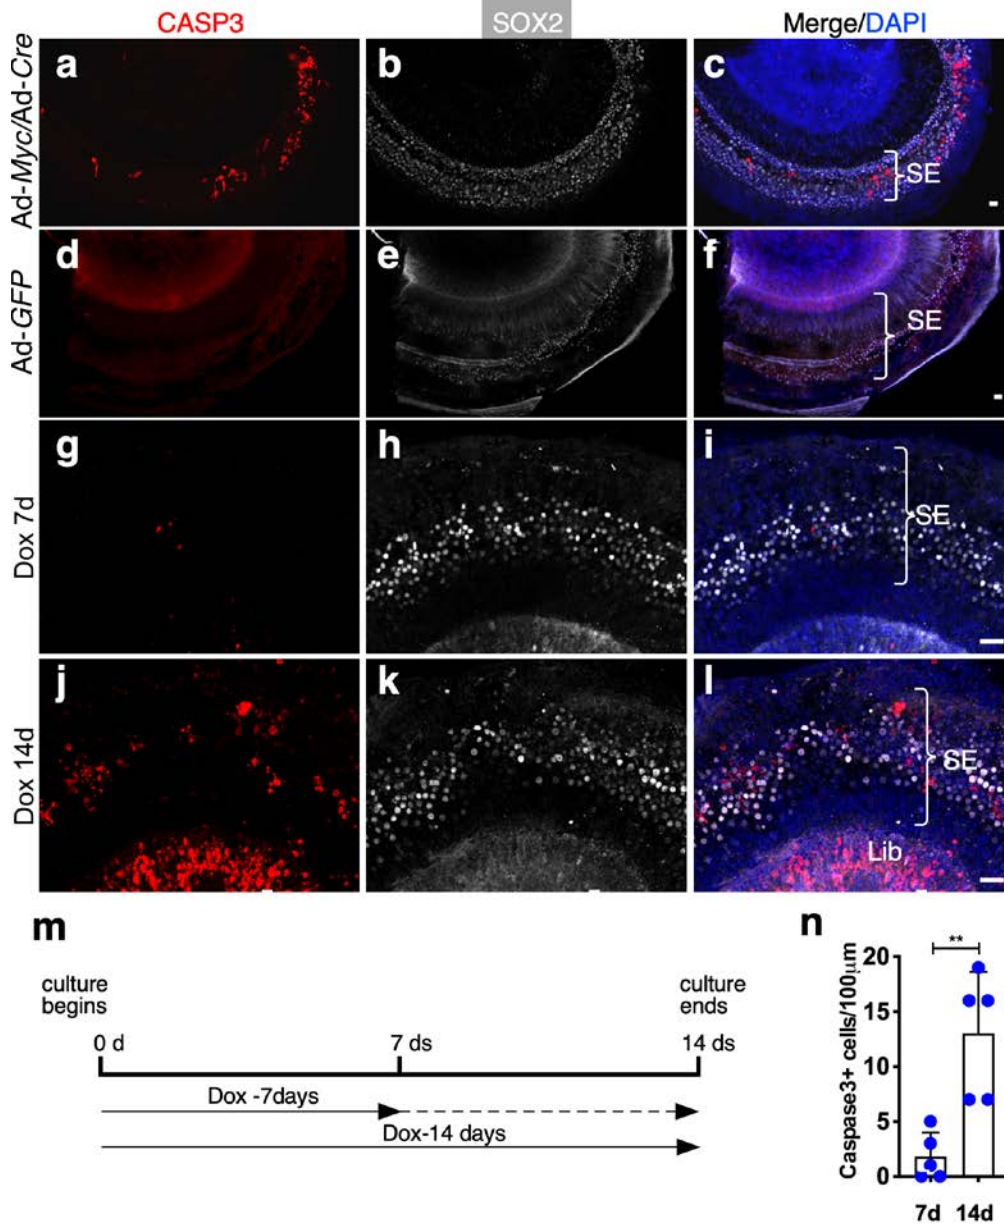 CASP3 SOX2 Merge/DAPI
Ad-Myc/Ad-Cre
a b c
SE
Ad-GFP
d e f
SE
Dox 7d
g h i
SE
Dox 14d
j k l
SE
Lib
m
culture begins
culture ends
0 d 7 ds 14 ds
Dox -7days
Dox-14 days
n
**
Caspase3+ cells/100µm
20
15
10
5
0
7d 14d